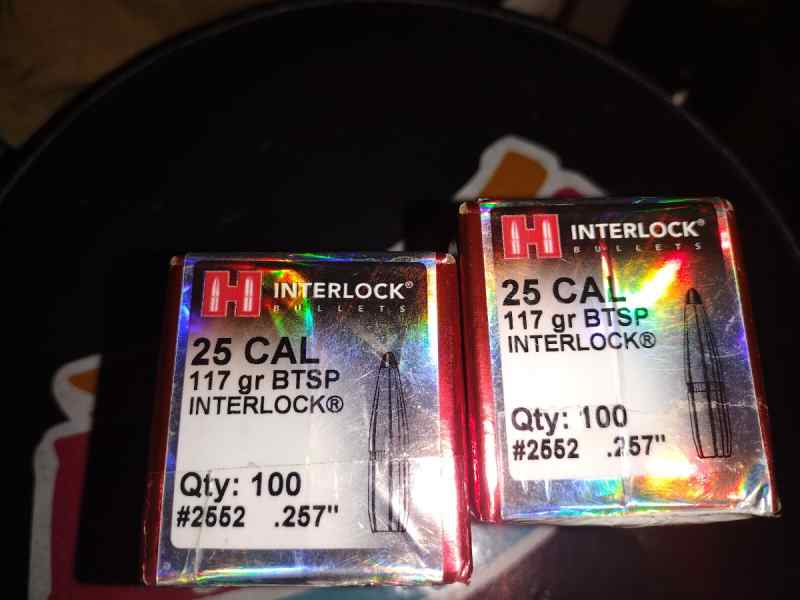 INTERLOCK®
BULLETS
25 CAL
117 gr BTSP
INTERLOCK®
Qty: 100
#2552 .257"
INTERLOCK®
BULLETS
25 CAL
117 gr BTSP
INTERLOCK®
Qty: 100
#2552 .257"